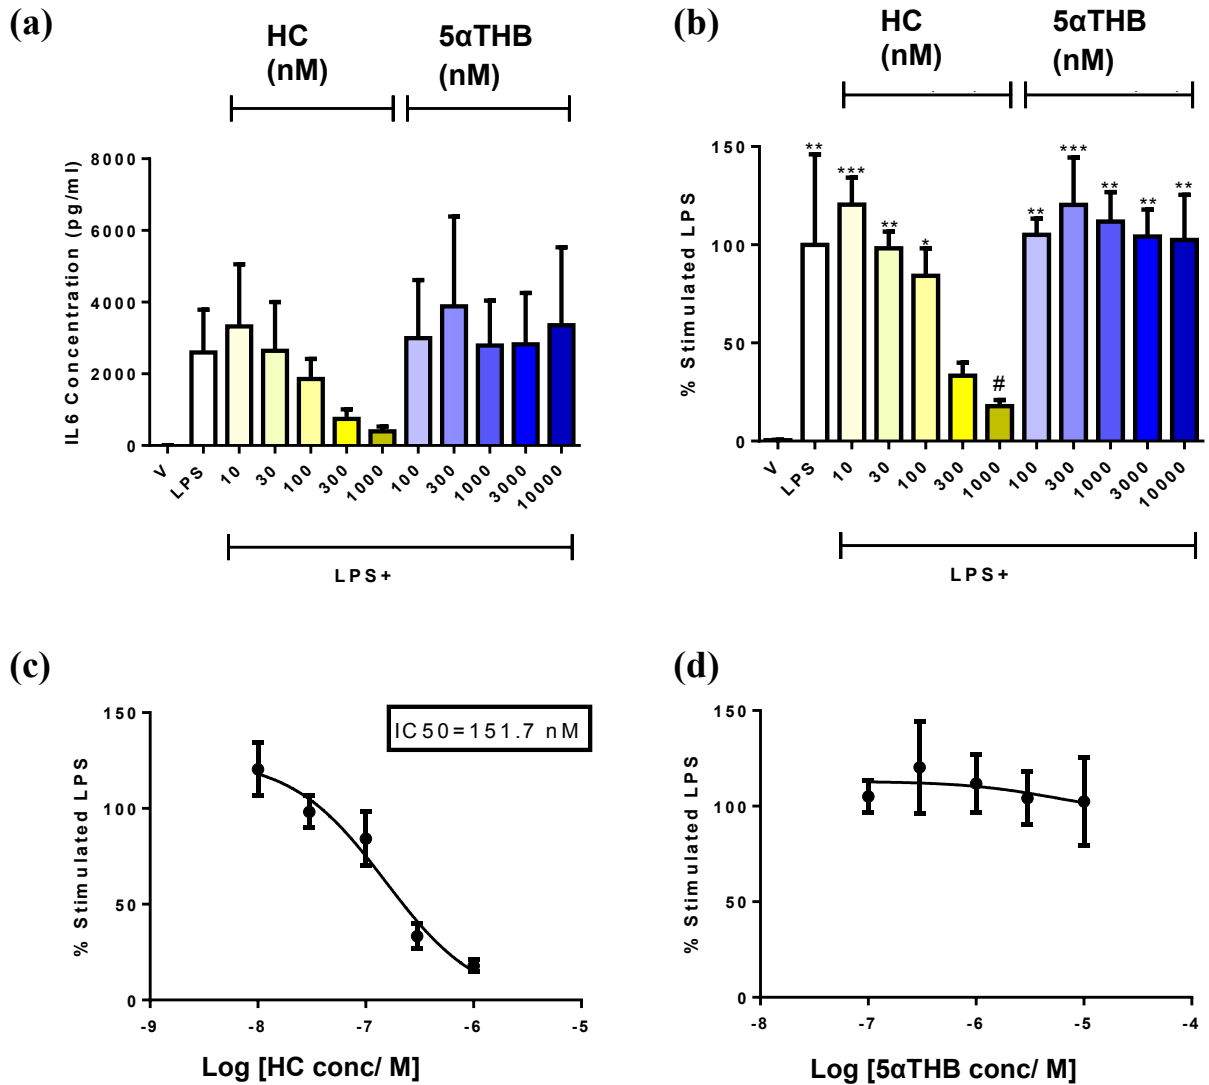 (a)
HC
(nM)
5αTHB
(nM)
IL6 Concentration (pg/ml)
8000
6000
4000
2000
0
V
LPS
10
30
100
300
1000
100
300
1000
3000
10000
LPS+
(b)
HC
(nM)
5αTHB
(nM)
% Stimulated LPS
150
100
50
0
**
***
**
*
#
**
***
**
**
**
V
LPS
10
30
100
300
1000
100
300
1000
3000
10000
LPS+
(c)
% Stimulated LPS
150
100
50
0
IC50=151.7 nM
-9
-8
-7
-6
-5
Log [HC conc/ M]
(d)
% Stimulated LPS
150
100
50
0
-8
-7
-6
-5
-4
Log [5αTHB conc/ M]